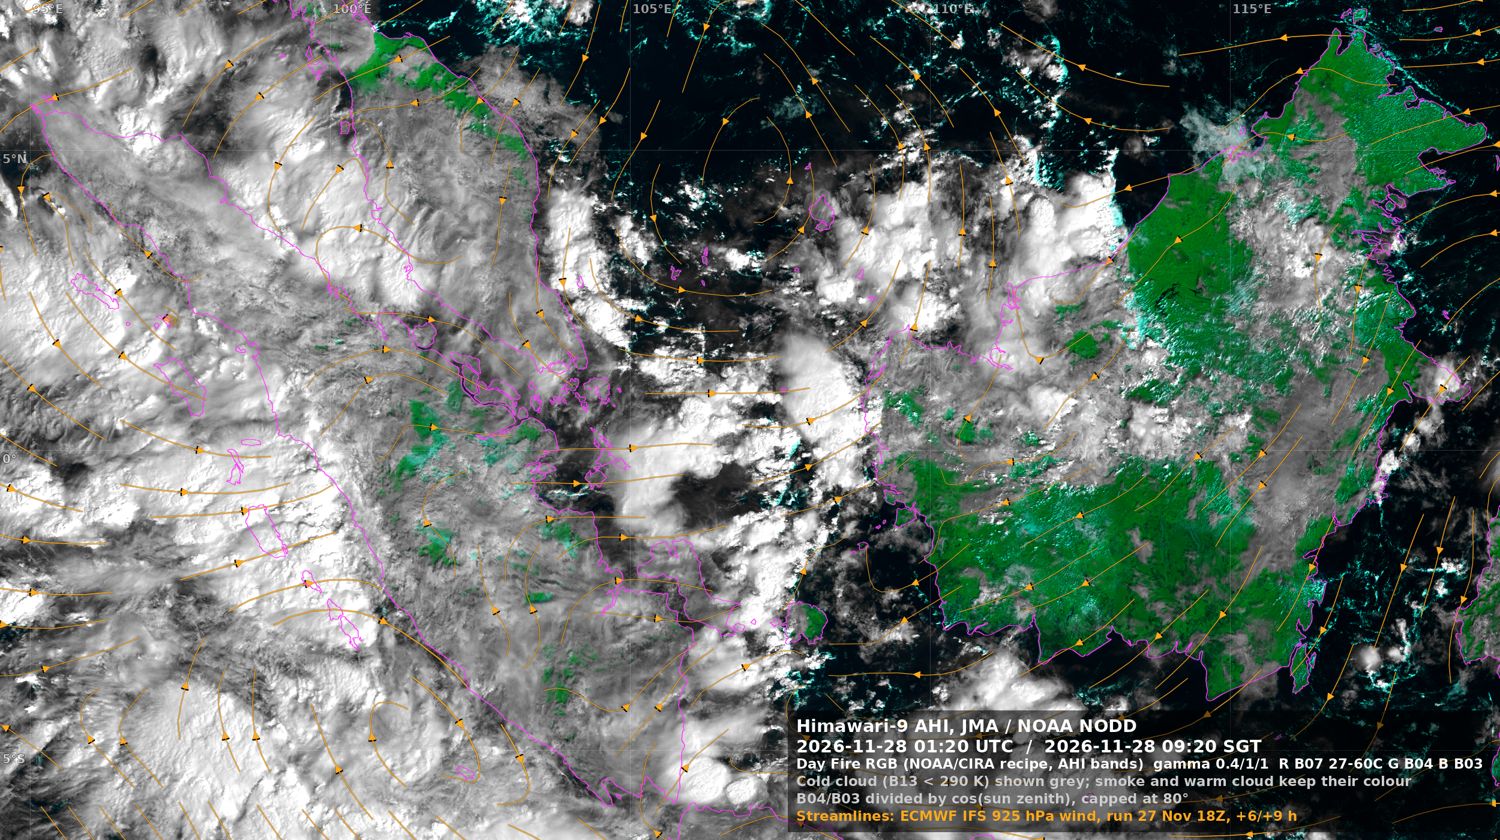 95°E
100°E
105°E
110°E
115°E
5°N
0°
5°S
Himawari-9 AHI, JMA / NOAA NODD
2026-11-28 01:20 UTC / 2026-11-28 09:20 SGT
Day Fire RGB (NOAA/CIRA recipe, AHI bands) gamma 0.4/1/1 R B07 27-60C G B04 B B03
Cold cloud (B13 < 290 K) shown grey; smoke and warm cloud keep their colour
B04/B03 divided by cos(sun zenith), capped at 80°
Streamlines: ECMWF IFS 925 hPa wind, run 27 Nov 18Z, +6/+9 h